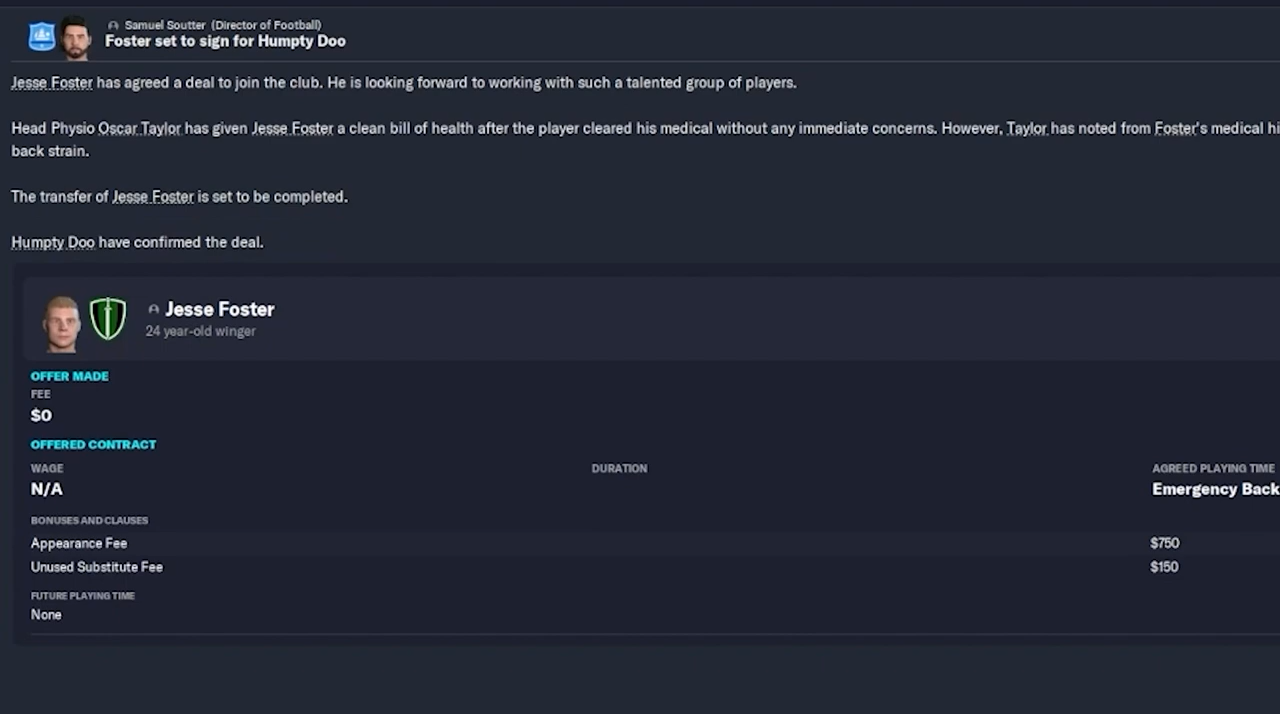 Samuel Soutter (Director of Football)
Foster set to sign for Humpty Doo
Jesse Foster has agreed a deal to join the club. He is looking forward to working with such a talented group of players.
Head Physio Oscar Taylor has given Jesse Foster a clean bill of health after the player cleared his medical without any immediate concerns. However, Taylor has noted from Foster's medical hi
back strain.
The transfer of Jesse Foster is set to be completed.
Humpty Doo have confirmed the deal.
Jesse Foster
24 year-old winger
OFFER MADE
FEE
$0
OFFERED CONTRACT
WAGE DURATION AGREED PLAYING TIME
N/A Emergency Back
BONUSES AND CLAUSES
Appearance Fee $750
Unused Substitute Fee $150
FUTURE PLAYING TIME
None